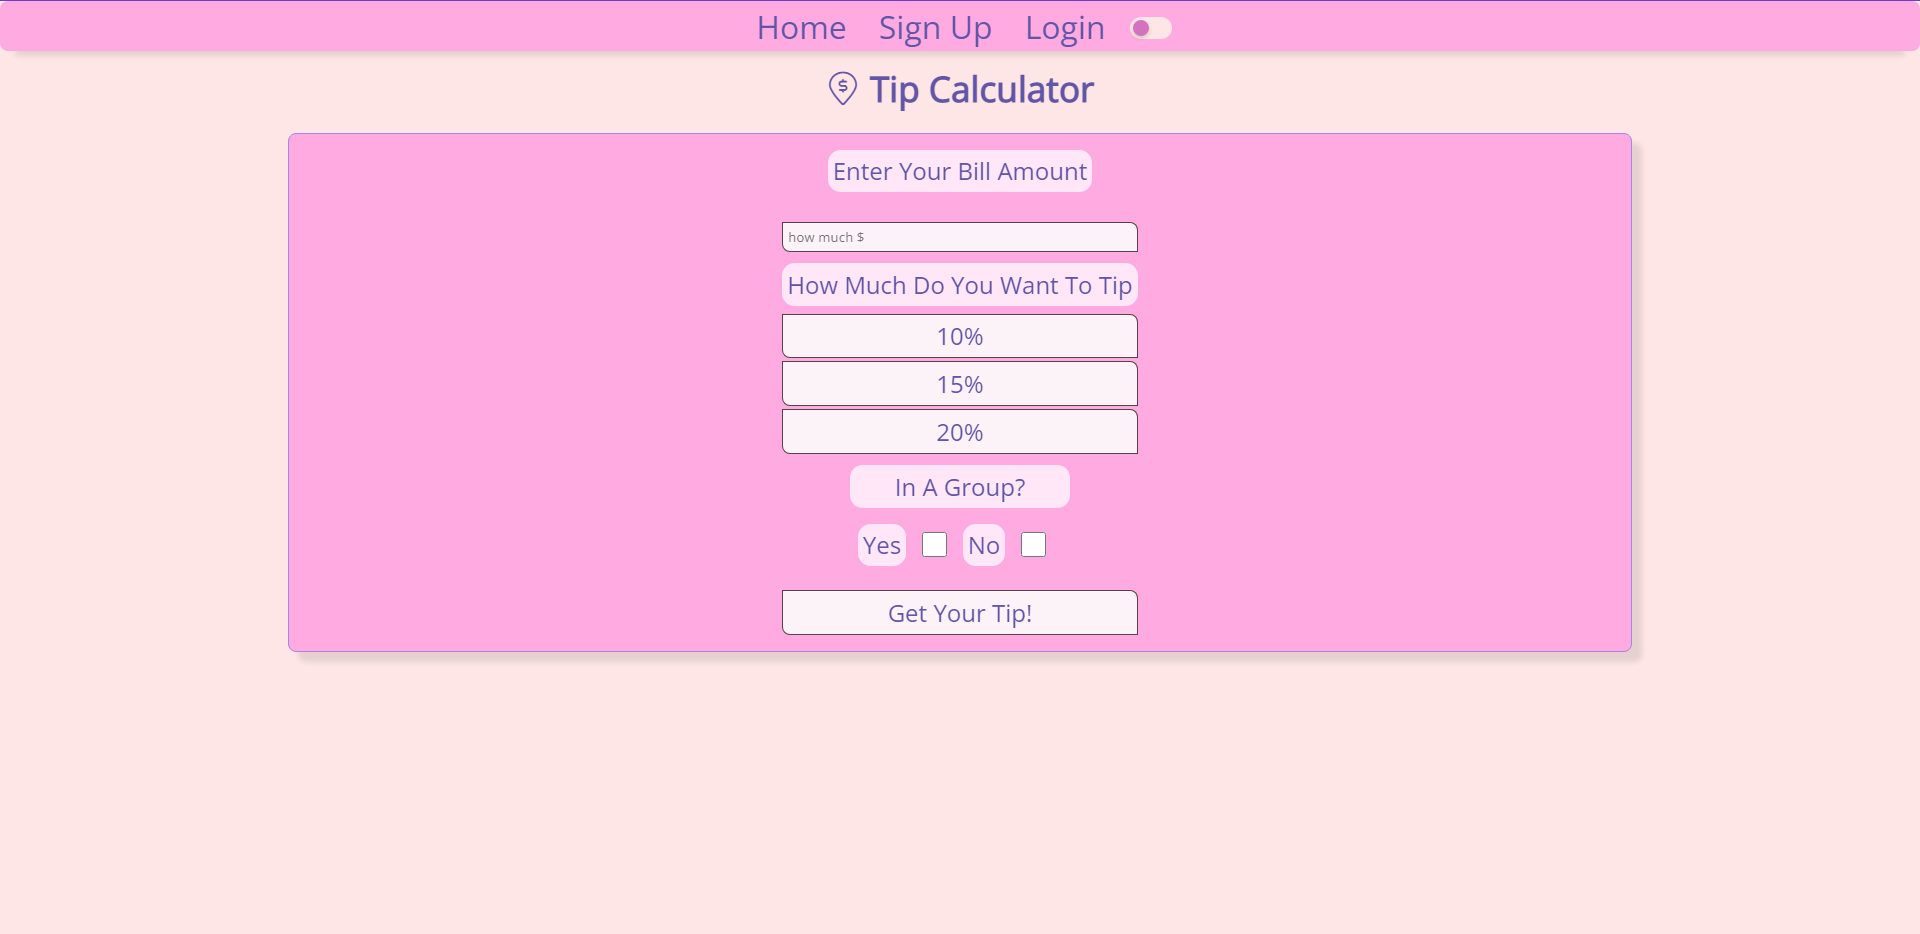 Home Sign Up Login
Tip Calculator
Enter Your Bill Amount
how much $
How Much Do You Want To Tip
10%
15%
20%
In A Group?
Yes No
Get Your Tip!